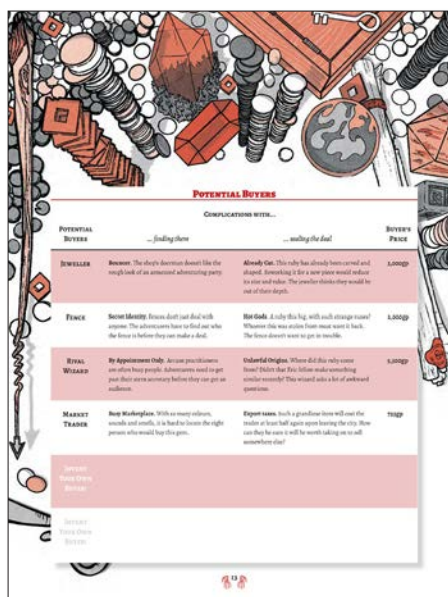 POTENTIAL BUYERS
COMPLICATIONS WITH...
POTENTIAL
BUYERS
... finding them
... sealing the deal
BUYER'S
PRICE
JEWELLER
Bouncer. The shop's doorman doesn't like the
rough look of an unarmed adventuring party.
Already Cut. This ruby has already been carved and
shaped. Reworking it for a new piece would reduce
its size and value. The jeweler thinks they would be
out of their depth.
FENCE
Secret Identity. Fences don't just deal with
anyone. The adventurers have to find out who
the fence is before they can make a deal.
Hot Gods. A ruby this big, with such strange runes?
Whoever this was stolen from must want it back.
The fence doesn't want to get in trouble.
RIVAL
WIZARD
By Appointment Only. Arcane practitioners
are often busy people. Adventurers need to get
past their stern secretary before they can get an
audience.
Unlawful Origins. Where did this ruby come
from? Didn't that Eric fellow make something
similar recently? This wizard asks a lot of awkward
questions.
MARKET
TRADER
Busy Marketplace. With so many colours,
sounds and smells, it is hard to locate the right
person who would buy this gem.
Export taxes. Such a grandiose item will cost the
trader at least half again upon leaving the city. How
can they be sure it will be worth taking on to sell
somewhere else?
750gp
INVENT
YOUR OWN
BUYER!
INVENT
YOUR OWN
BUYER!
13